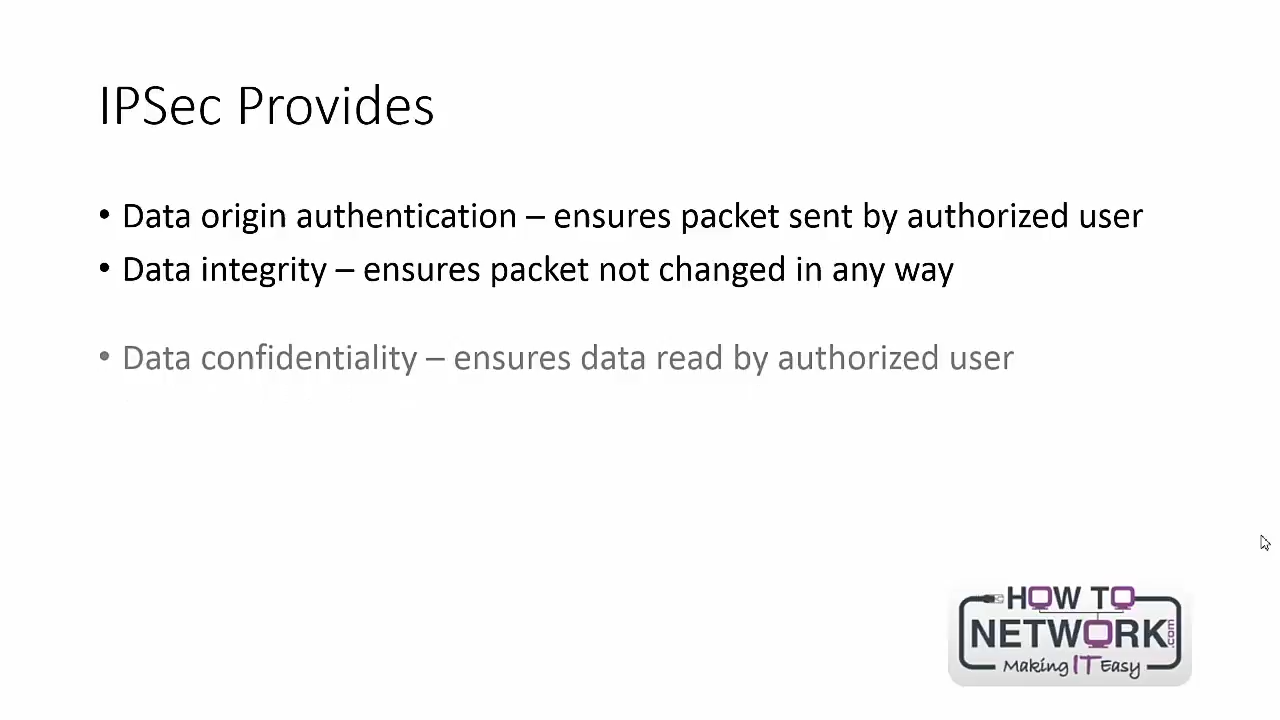 IPSec Provides
• Data origin authentication – ensures packet sent by authorized user
• Data integrity – ensures packet not changed in any way
• Data confidentiality – ensures data read by authorized user
HOW TO
NETWORK.com
Making IT Easy